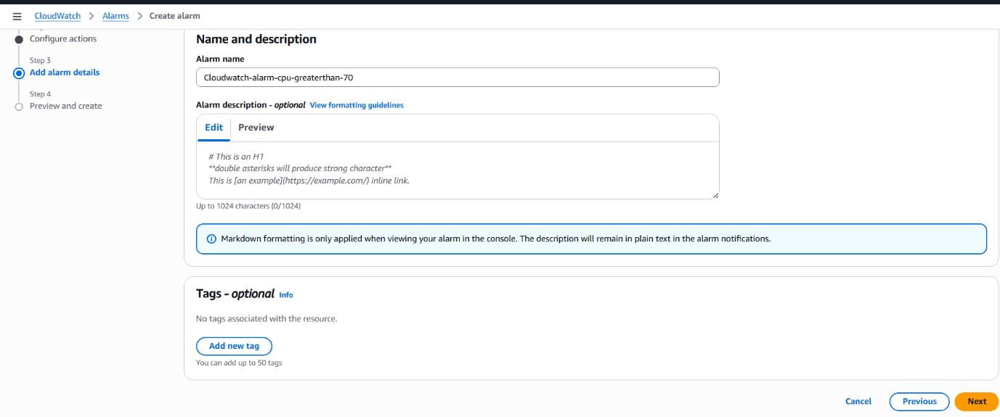 CloudWatch > Alarms > Create alarm
Configure actions
Step 3
Add alarm details
Step 4
Preview and create
Name and description
Alarm name
Cloudwatch-alarm-cpu-greaterthan-70
Alarm description - optional View formatting guidelines
Edit Preview
# This is an H1
**double asterisks will produce strong character**
This is [an example](https://example.com/) inline link.
Up to 1024 characters (0/1024)
Markdown formatting is only applied when viewing your alarm in the console. The description will remain in plain text in the alarm notifications.
Tags - optional Info
No tags associated with the resource.
Add new tag
You can add up to 50 tags
Cancel Previous Next